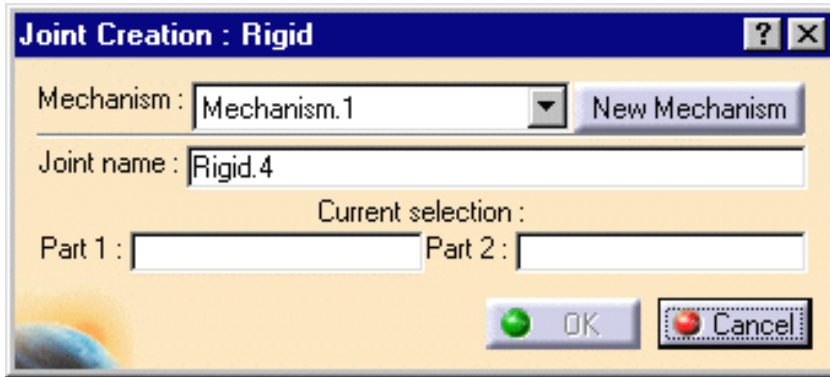 Joint Creation : Rigid ? X
Mechanism : Mechanism.1 New Mechanism
Joint name : Rigid.4
Current selection :
Part 1 : Part 2 :
OK Cancel